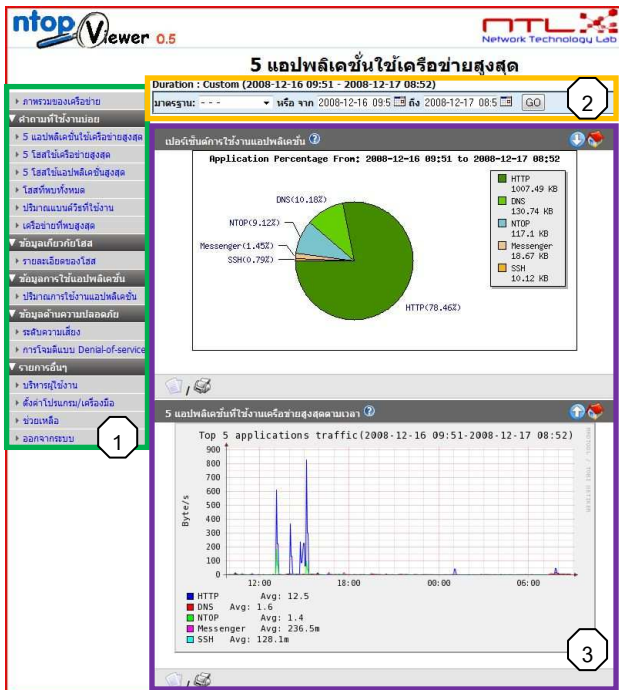 ntop Viewer 0.5
NTL
Network Technology Lab
5 แอปพลิเคชั่นใช้เครือข่ายสูงสุด
Duration : Custom (2008-12-16 09:51 - 2008-12-17 08:52)
มาตรฐาน: - - - หรือ จาก 2008-12-16 09:5 ถึง 2008-12-17 08:5 GO
2
ภาพรวมของเครือข่าย
คำถามที่ใช้งานบ่อย
5 แอปพลิเคชั่นใช้เครือข่ายสูงสุด
5 โฮสใช้เครือข่ายสูงสุด
5 โฮสใช้แอปพลิเคชั่นสูงสุด
โฮสที่พบทั้งหมด
ปริมาณแบนด์วิธที่ใช้งาน
เครือข่ายที่พบสูงสุด
ข้อมูลเกี่ยวกับโฮส
รายละเอียดของโฮส
ข้อมูลการใช้แอปพลิเคชั่น
ปริมาณการใช้งานแอปพลิเคชั่น
ข้อมูลด้านความปลอดภัย
ระดับความเสี่ยง
การโจมตีแบบ Denial-of-service
รายการอื่นๆ
บริหารผู้ใช้งาน
ตั้งค่าโปรแกรม/เครื่องมือ
ช่วยเหลือ
ออกจากระบบ
1
เปอร์เซ็นต์การใช้งานแอปพลิเคชั่น ?
Application Percentage From: 2008-12-16 09:51 to 2008-12-17 08:52
DNS(10.18%)
NTOP(9.12%)
Messenger(1.45%)
SSH(0.79%)
HTTP(78.46%)
HTTP
1007.49 KB
DNS
130.74 KB
NTOP
117.1 KB
Messenger
18.67 KB
SSH
10.12 KB
/
5 แอปพลิเคชั่นที่ใช้งานเครือข่ายสูงสุดตามเวลา ?
Top 5 applications traffic(2008-12-16 09:51-2008-12-17 08:52)
Byte/s
900
800
700
600
500
400
300
200
100
0
12:00 18:00 00:00 06:00
RRDTOOL / TOBI OETIKER
HTTP Avg: 12.5
DNS Avg: 1.6
NTOP Avg: 1.4
Messenger Avg: 236.5m
SSH Avg: 128.1m
3
/